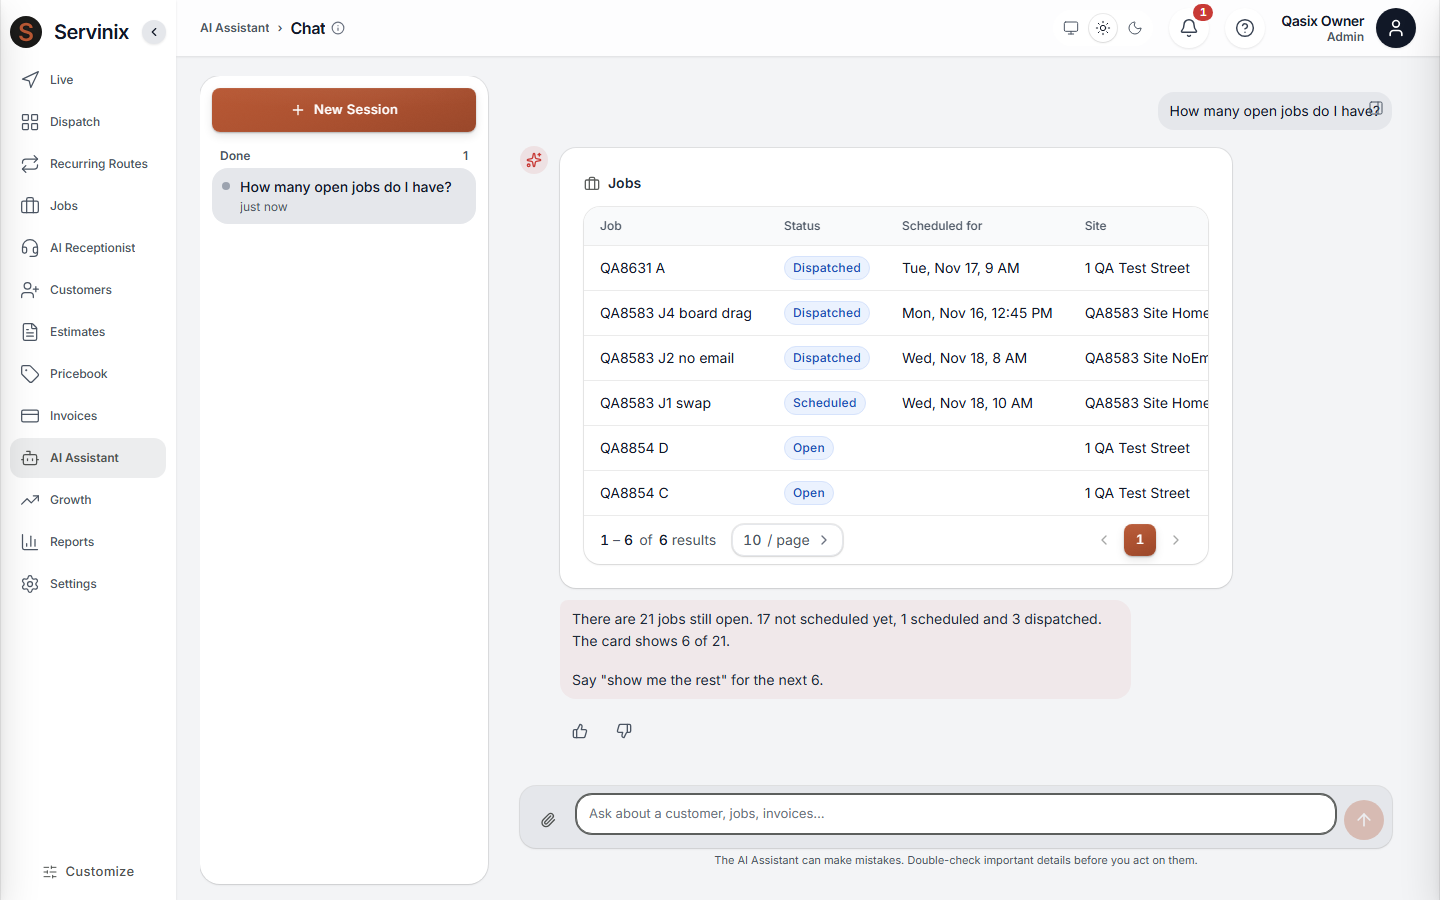 Servinix
AI Assistant › Chat
1
Qasix Owner
Admin
Live
Dispatch
Recurring Routes
Jobs
AI Receptionist
Customers
Estimates
Pricebook
Invoices
AI Assistant
Growth
Reports
Settings
Customize
+ New Session
Done 1
How many open jobs do I have?
just now
How many open jobs do I have?
Jobs
Job Status Scheduled for Site
QA8631 A Dispatched Tue, Nov 17, 9 AM 1 QA Test Street
QA8583 J4 board drag Dispatched Mon, Nov 16, 12:45 PM QA8583 Site Home
QA8583 J2 no email Dispatched Wed, Nov 18, 8 AM QA8583 Site NoEm
QA8583 J1 swap Scheduled Wed, Nov 18, 10 AM QA8583 Site Home
QA8854 D Open 1 QA Test Street
QA8854 C Open 1 QA Test Street
1 – 6 of 6 results 10 / page 1
There are 21 jobs still open. 17 not scheduled yet, 1 scheduled and 3 dispatched.
The card shows 6 of 21.
Say "show me the rest" for the next 6.
Ask about a customer, jobs, invoices...
The AI Assistant can make mistakes. Double-check important details before you act on them.